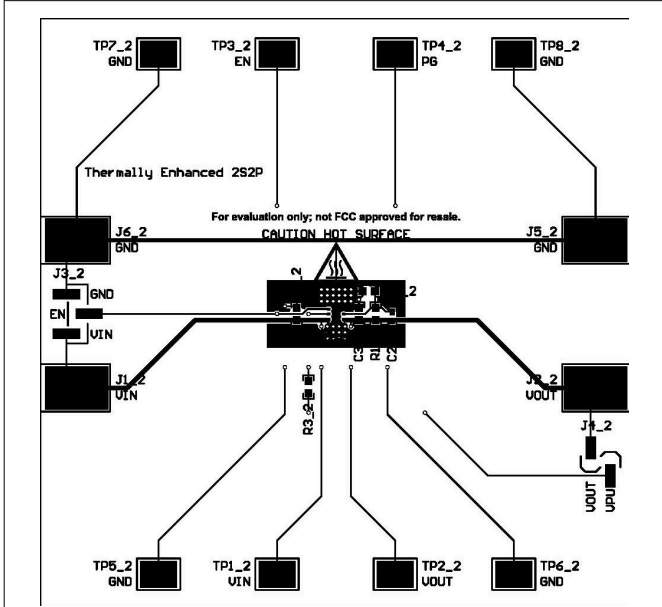 TP7_2
GND
TP3_2
EN
TP4_2
PG
TP8_2
GND
Thermally Enhanced 2S2P
For evaluation only; not FCC approved for resale.
CAUTION HOT SURFACE
J6_2
GND
J5_2
GND
J3_2
GND
EN
VIN
_2
_2
C3
R1
C2
J1_2
VIN
VOUT
R3_2
J4_2
VOUT
VPU
TP5_2
GND
TP1_2
VIN
TP2_2
VOUT
TP6_2
GND